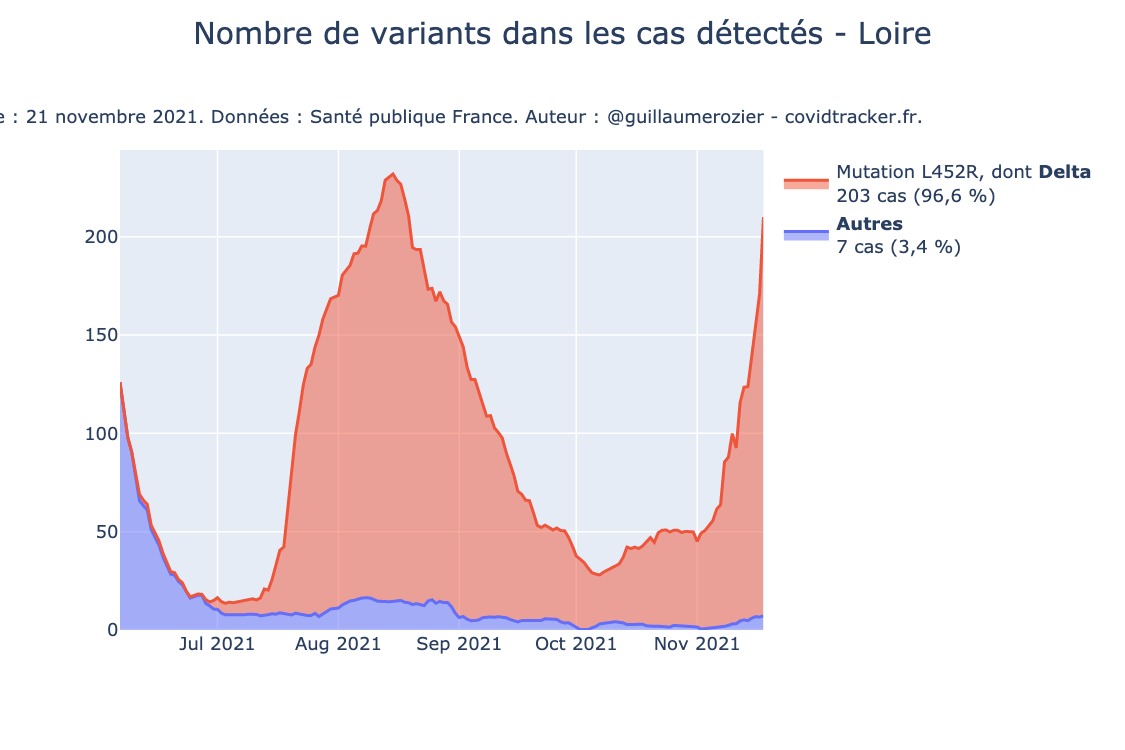 Nombre de variants dans les cas détectés - Loire
: 21 novembre 2021. Données : Santé publique France. Auteur : @guillaumerozier - covidtracker.fr.
Mutation L452R, dont Delta
203 cas (96,6 %)
Autres
7 cas (3,4 %)
200
150
100
50
0
Jul 2021 Aug 2021 Sep 2021 Oct 2021 Nov 2021